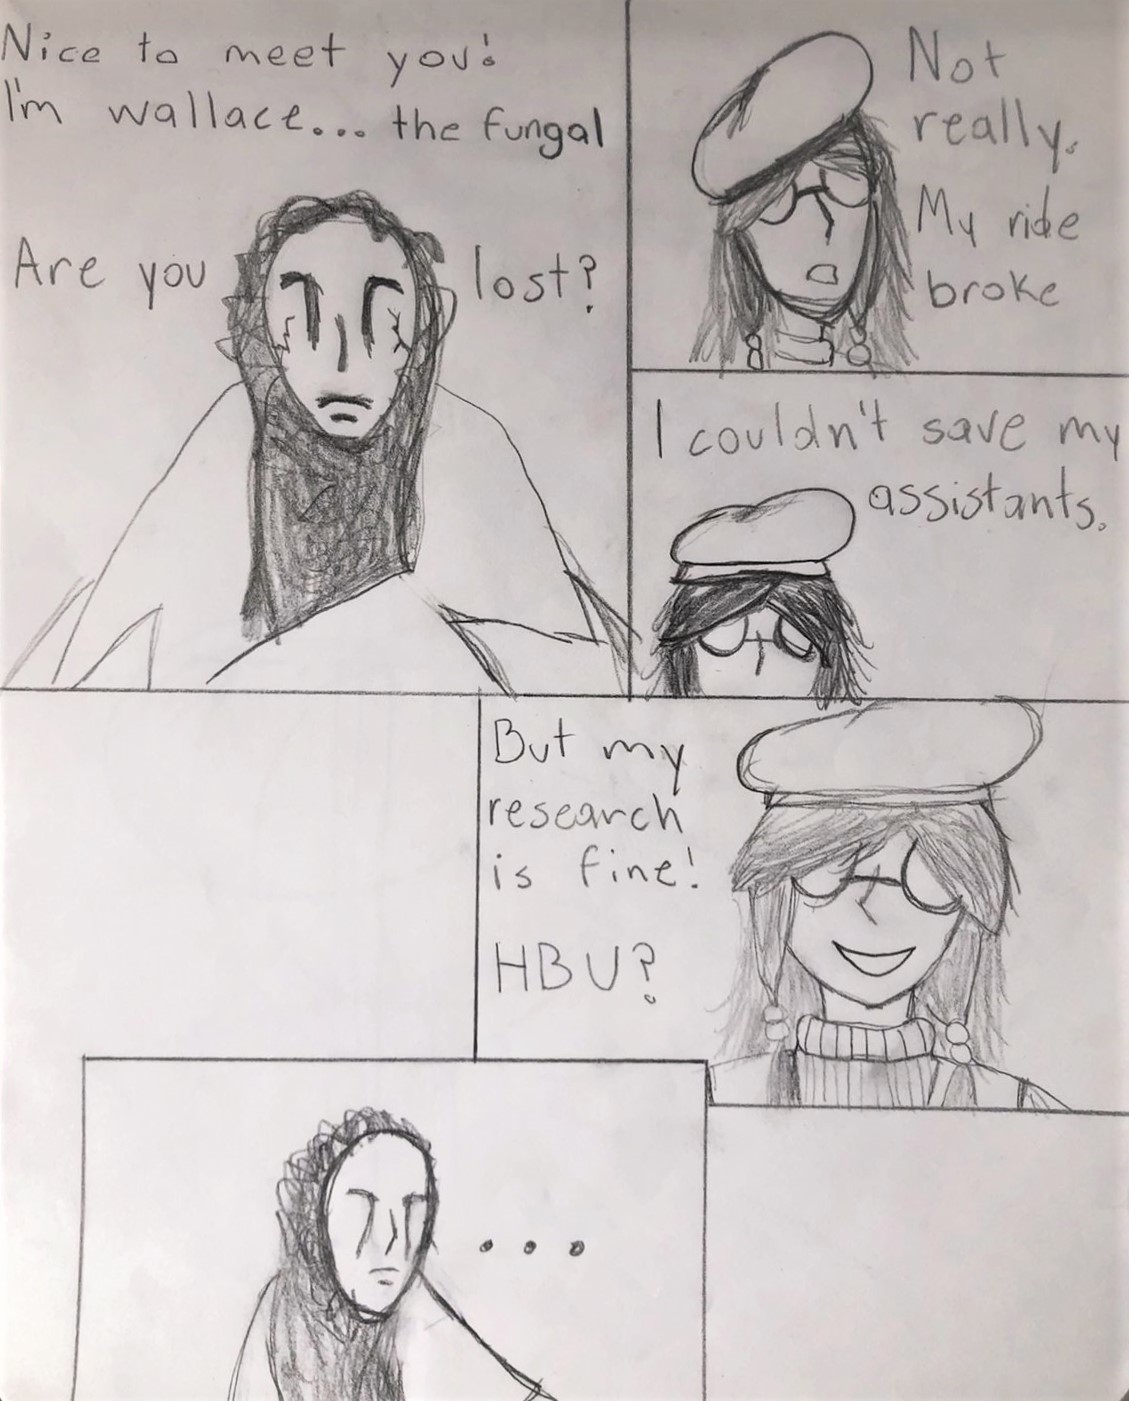 Nice to meet you!
I'm wallace... the fungal
Are you lost?
Not
really.
My ride
broke
I couldn't save my
assistants.
But my
research
is fine!
HBU?
...